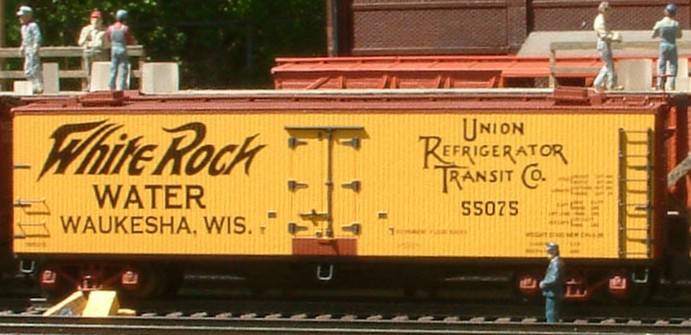 White Rock
WATER
WAUKESHA, WIS.
UNION
REFRIGERATOR
TRANSIT CO.
55075